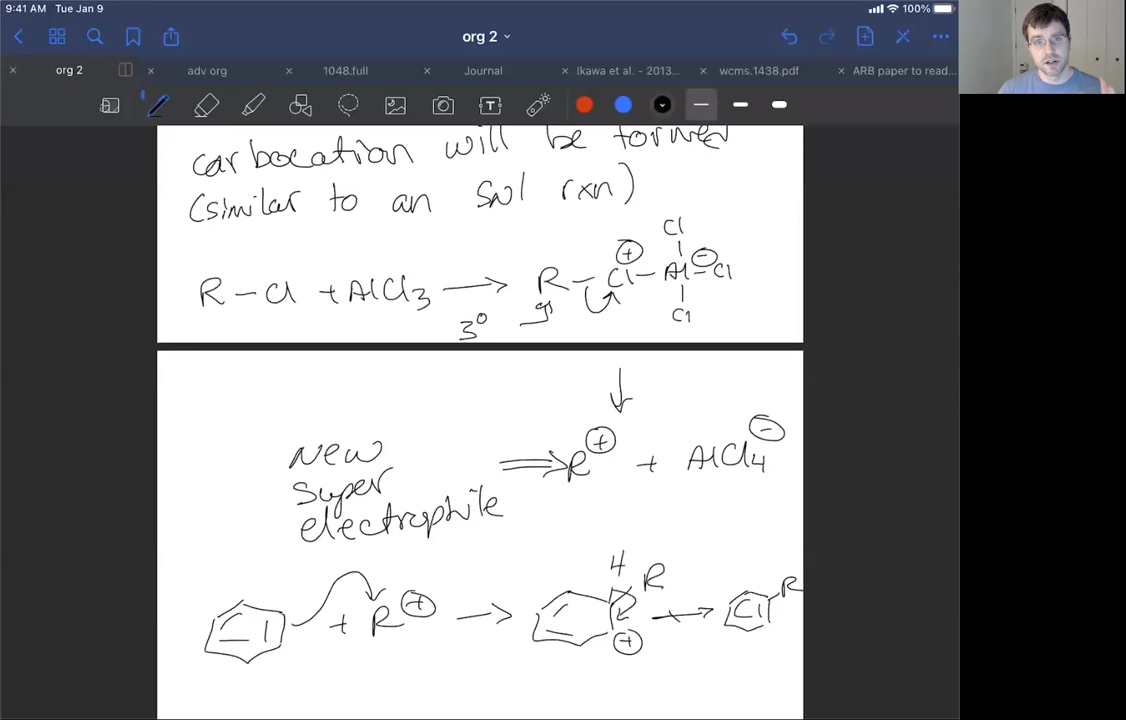 9:41 AM Tue Jan 9
100%
org 2
org 2
adv org
1048.full
Journal
Ikawa et al. - 2013...
wcms.1438.pdf
ARB paper to read...
carbocation will be formed
(similar to an SN1 rxn)
R - Cl + AlCl3 → R - Cl - Al - Cl
Cl
Cl
+
-
3°
↓
New
super
electrophile
⇒ R + + AlCl4 -
+ R + → H R + → R